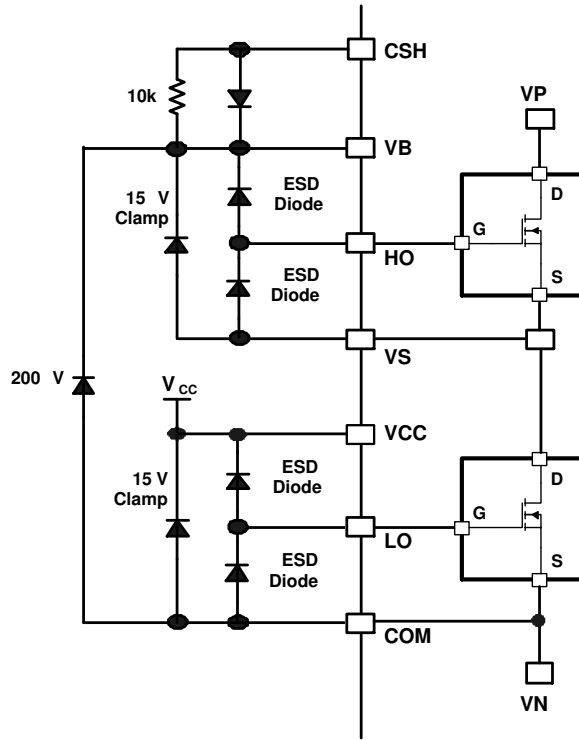 CSH
10k
VP
VB
D
15 V
Clamp
ESD
Diode
G
HO
ESD
Diode
S
VS
200 V
VCC
VCC
ESD
Diode
D
15 V
Clamp
G
LO
ESD
Diode
S
COM
VN